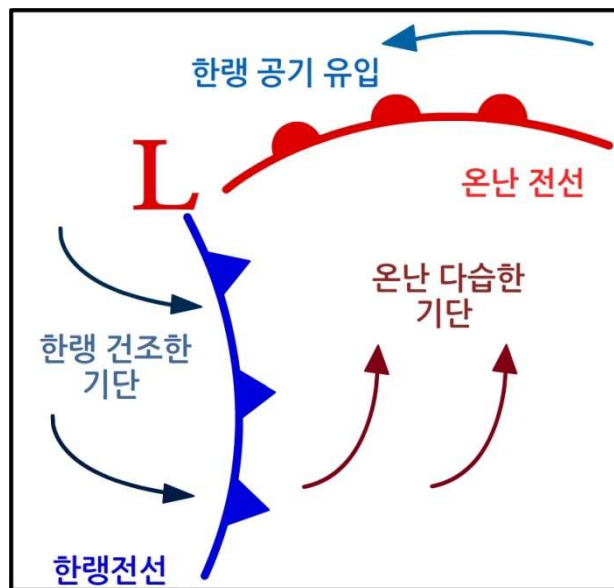 한랭 공기 유입
L
온난 전선
온난 다습한
기단
한랭 건조한
기단
한랭전선